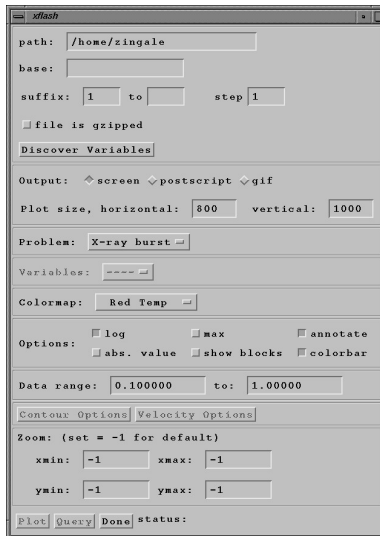 xflash
path: /home/zingale
base:
suffix: 1 to step 1
file is gzipped
Discover Variables
Output: screen postscript gif
Plot size, horizontal: 800 vertical: 1000
Problem: X-ray burst
Variables: ----
Colormap: Red Temp
Options: log max annotate
abs. value show blocks colorbar
Data range: 0.100000 to: 1.00000
Contour Options Velocity Options
Zoom: (set = -1 for default)
xmin: -1 xmax: -1
ymin: -1 ymax: -1
Plot Query Done status: